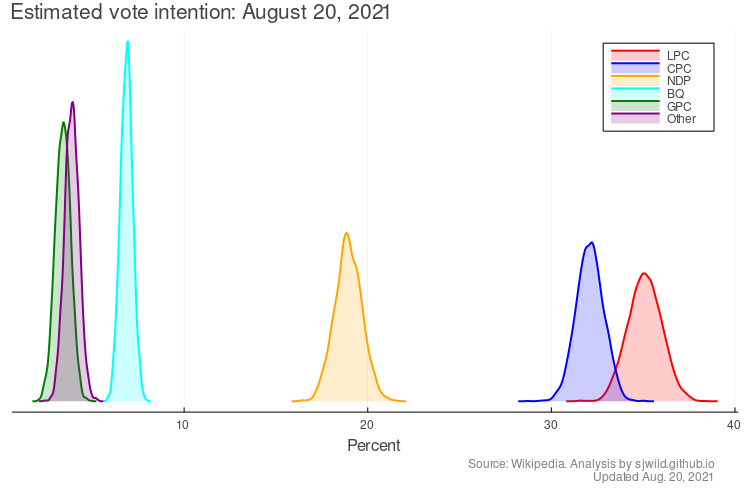 Estimated vote intention: August 20, 2021
LPC
CPC
NDP
BQ
GPC
Other
10
20
30
40
Percent
Source: Wikipedia. Analysis by sjwild.github.io
Updated Aug. 20, 2021